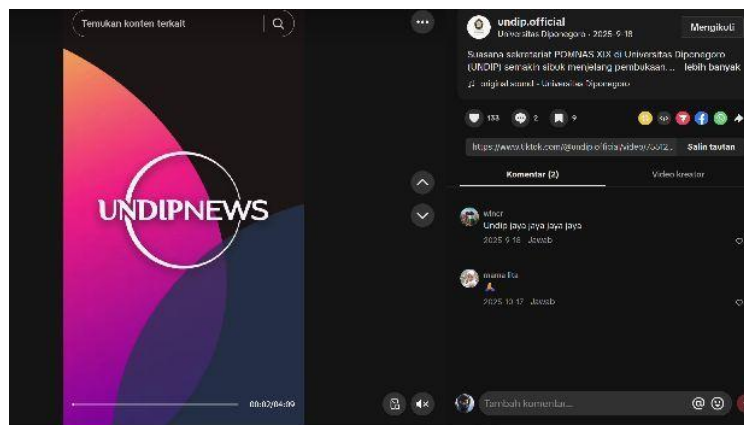 Temukan konten terkait
UNDIPNEWS
00:02/04:09
undip.official
Universitas Diponegoro · 2025-9-18
Mengikuti
Suasana sekretariat POMNAS XIX di Universitas Diponegoro
(UNDIP) semakin sibuk menjelang pembukaan... lebih banyak
original sound - Universitas Diponegoro
133
2
9
Salin tautan
Komentar (2)
Video kreator
Undip jaya jaya jaya jaya
2025-9-18 Jawab
mama lita
2025-10-17 Jawab
Tambah komentar...